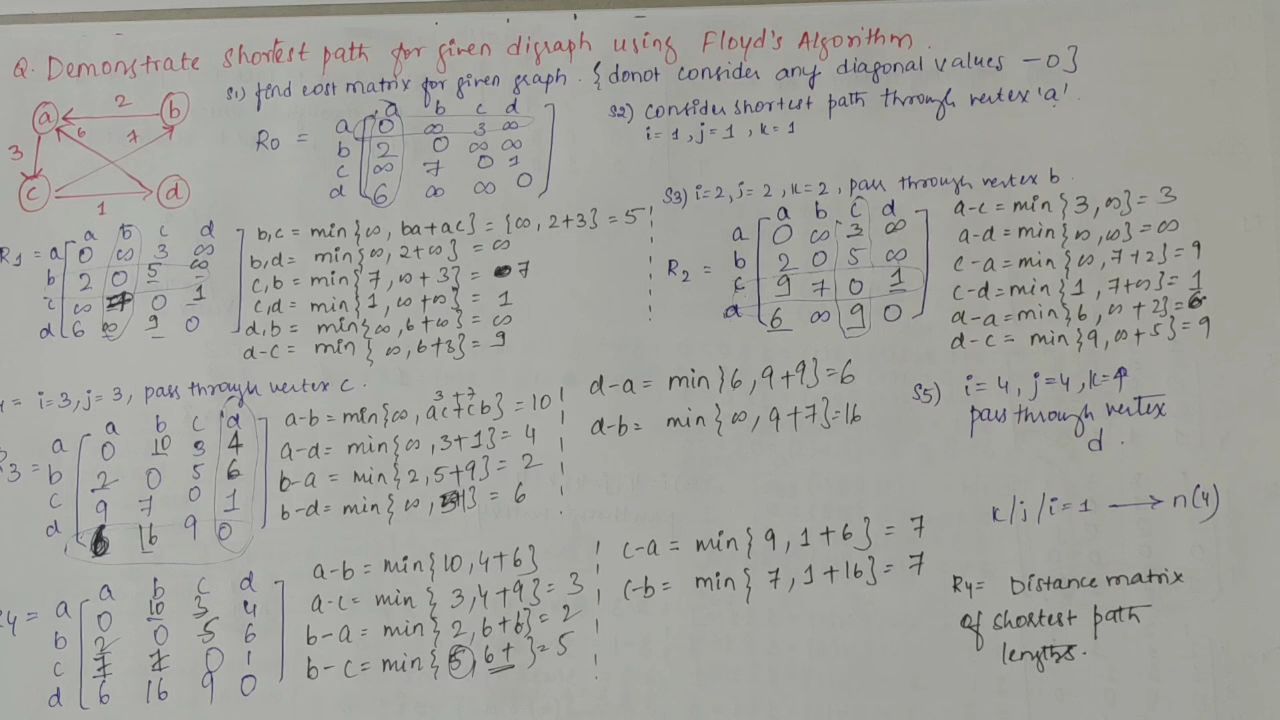 Q. Demonstrate shortest path for given digraph using Floyd's Algorithm.
S1) find cost matrix for given graph. {donot consider any diagonal values - 0}
a 2 b
6 7
3
c 1 d
a b c d
R0 = a [0 ∞ 3 ∞]
b [2 0 ∞ ∞]
c [∞ 7 0 1]
d [6 ∞ ∞ 0]
S2) consider shortest path through vertex 'a'.
i=1, j=1, k=1
a b c d
R1 = a [0 ∞ 3 ∞]
b [2 0 5 ∞]
c [∞ 7 0 1]
d [6 ∞ 9 0]
b,c = min{∞, ba+ac} = {∞, 2+3} = 5
b,d = min{∞, 2+∞} = ∞
c,b = min{7, ∞+3} = 7
c,d = min{1, ∞+∞} = 1
d,b = min{∞, 6+∞} = ∞
d-c = min{∞, 6+3} = 9
S3) i=2, j=2, k=2, pass through vertex b.
a b c d
R2 = a [0 ∞ 3 ∞]
b [2 0 5 ∞]
c [9 7 0 1]
d [6 ∞ 9 0]
a-c = min{3, ∞} = 3
a-d = min{∞, ∞} = ∞
c-a = min{∞, 7+2} = 9
c-d = min{1, 7+∞} = 1
d-a = min{6, ∞+2} = 6
d-c = min{9, ∞+5} = 9
= i=3, j=3, pass through vertex c.
a b c d
3 = a [0 10 3 4]
b [2 0 5 6]
c [9 7 0 1]
d [6 16 9 0]
3+7
a-b = min{∞, ac+cb} = 10
a-d = min{∞, 3+1} = 4
b-a = min{2, 5+9} = 2
b-d = min{∞, 5+1} = 6
d-a = min{6, 9+9} = 6
d-b = min{∞, 9+7} = 16
S5) i=4, j=4, k=4
pass through vertex
d.
k/j/i=1 → n(4)
a b c d
4 = a [0 10 3 4]
b [2 0 5 6]
c [7 7 0 1]
d [6 16 9 0]
a-b = min{10, 4+6}
a-c = min{3, 4+9} = 3
b-a = min{2, 6+6} = 2
b-c = min{5, 6+ } = 5
c-a = min{9, 1+6} = 7
c-b = min{7, 1+16} = 7
R4 = Distance matrix
of shortest path
lengths.